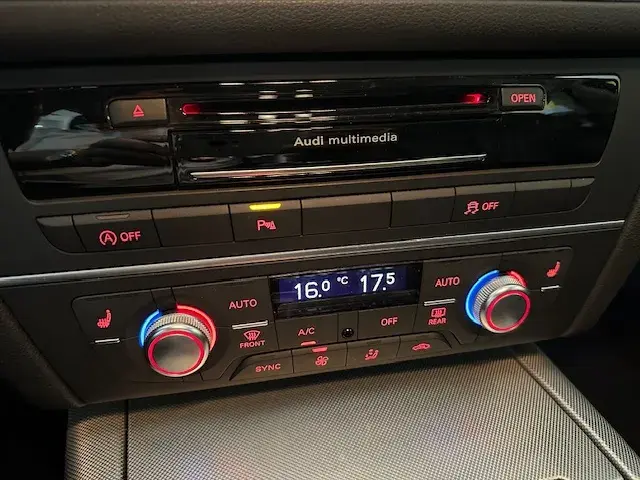 OPEN
Audi multimedia
A OFF
P
OFF
16.0 °C 17.5
AUTO
AUTO
FRONT
A/C
OFF
REAR
SYNC